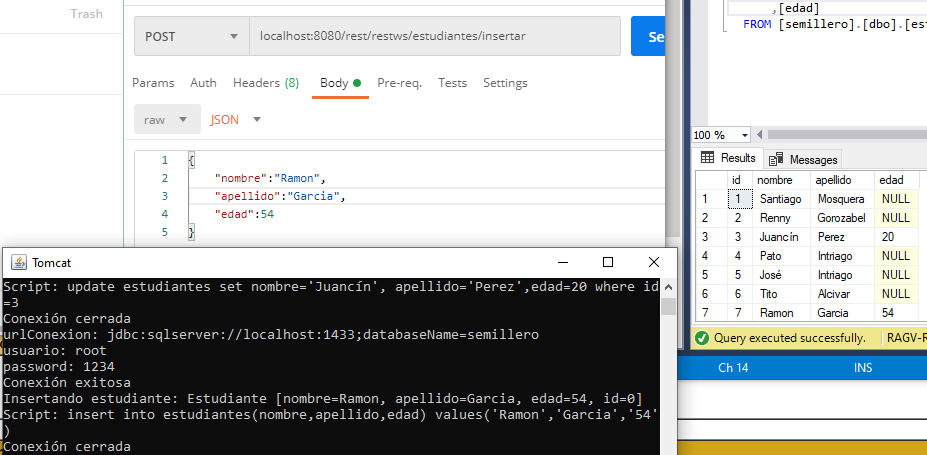 Trash
POST
localhost:8080/rest/restws/estudiantes/insertar
Se
Params Auth Headers (8) Body Pre-req. Tests Settings
raw JSON
1 {
2 "nombre":"Ramon",
3 "apellido":"Garcia",
4 "edad":54
5 }
,[edad]
FROM [semillero].[dbo].[est
100 %
Results Messages
id nombre apellido edad
1 1 Santiago Mosquera NULL
2 2 Renny Gorozabel NULL
3 3 Juancín Perez 20
4 4 Pato Intriago NULL
5 5 José Intriago NULL
6 6 Tito Alcivar NULL
7 7 Ramon Garcia 54
Query executed successfully. RAGV-R
Ch 14 INS
Tomcat
Script: update estudiantes set nombre='Juancín', apellido='Perez',edad=20 where id
=3
Conexión cerrada
urlConexion: jdbc:sqlserver://localhost:1433;databaseName=semillero
usuario: root
password: 1234
Conexión exitosa
Insertando estudiante: Estudiante [nombre=Ramon, apellido=Garcia, edad=54, id=0]
Script: insert into estudiantes(nombre,apellido,edad) values('Ramon','Garcia','54'
)
Conexión cerrada